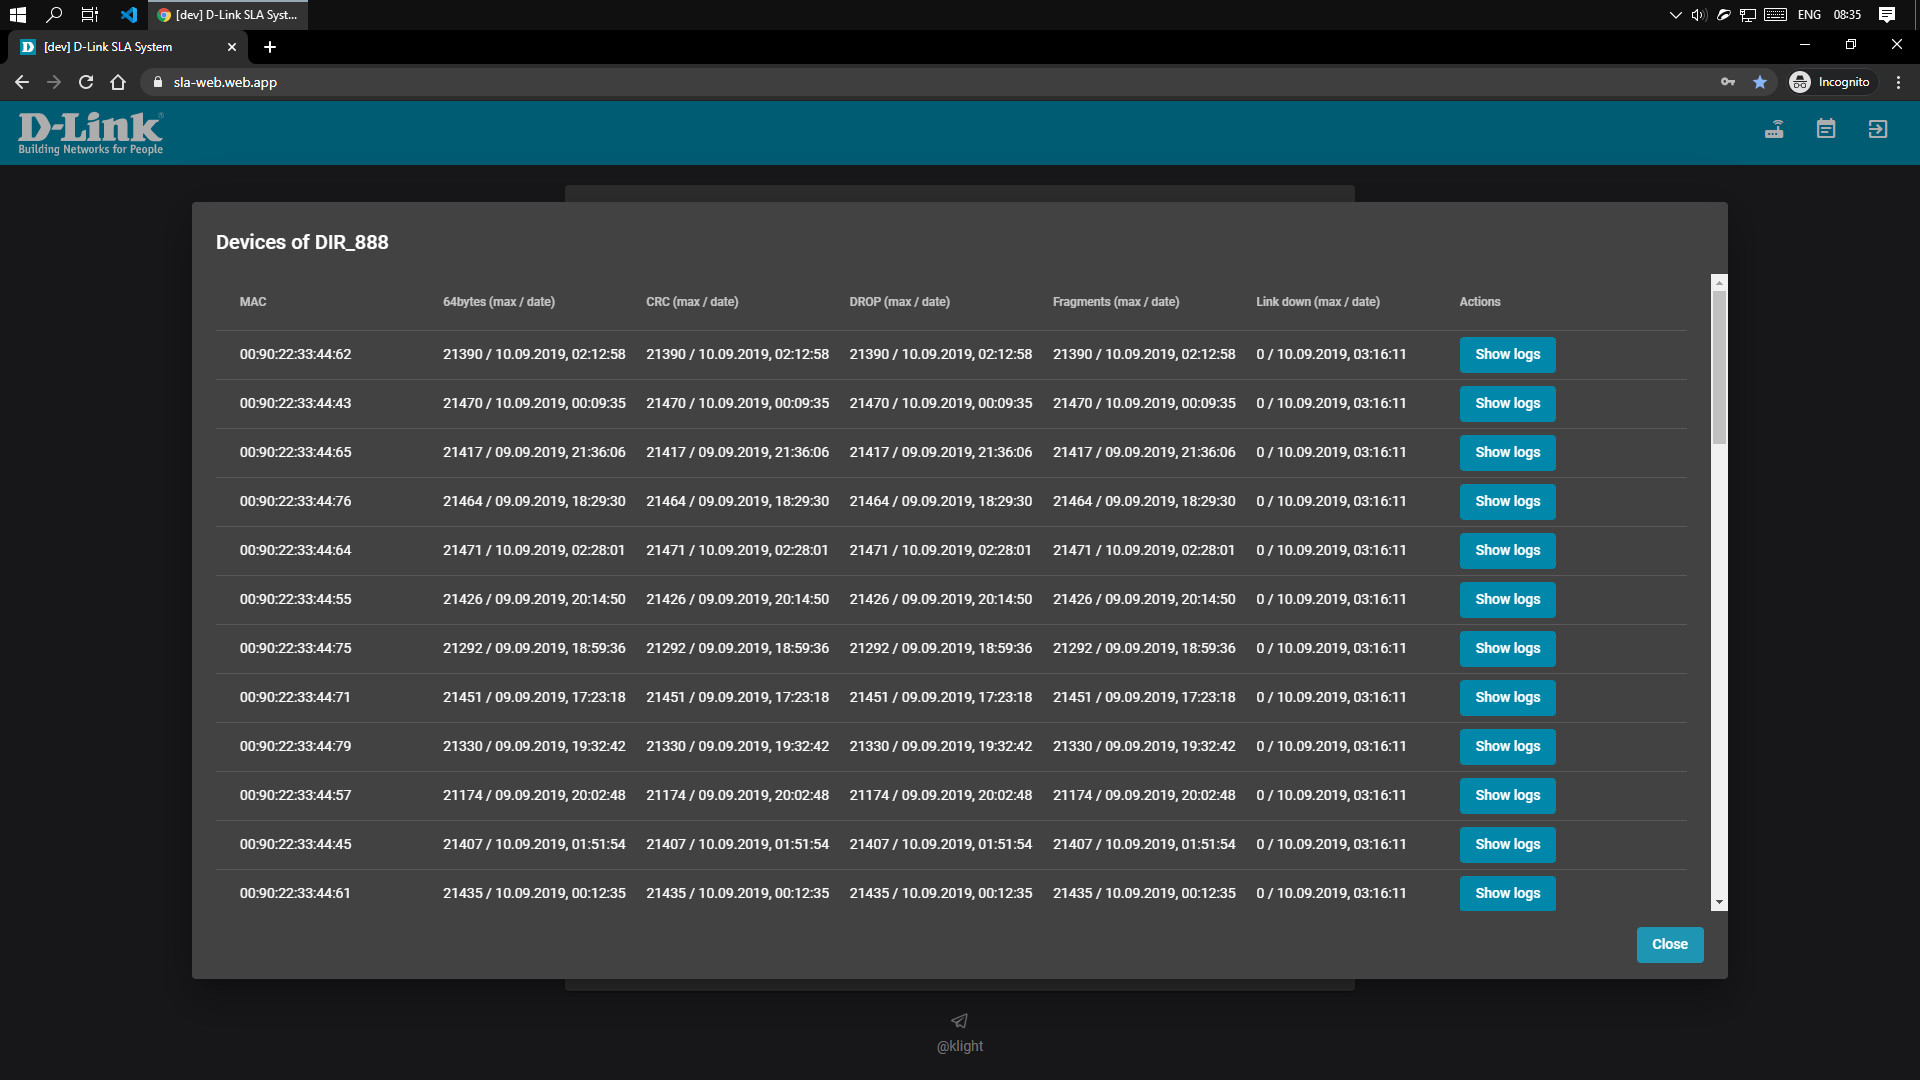 [dev] D-Link SLA Syst...
ENG
08:35
[dev] D-Link SLA System
sla-web.web.app
Incognito
D-Link®
Building Networks for People
Devices of DIR_888
MAC 64bytes (max / date) CRC (max / date) DROP (max / date) Fragments (max / date) Link down (max / date) Actions
00:90:22:33:44:62 21390 / 10.09.2019, 02:12:58 21390 / 10.09.2019, 02:12:58 21390 / 10.09.2019, 02:12:58 21390 / 10.09.2019, 02:12:58 0 / 10.09.2019, 03:16:11 Show logs
00:90:22:33:44:43 21470 / 10.09.2019, 00:09:35 21470 / 10.09.2019, 00:09:35 21470 / 10.09.2019, 00:09:35 21470 / 10.09.2019, 00:09:35 0 / 10.09.2019, 03:16:11 Show logs
00:90:22:33:44:65 21417 / 09.09.2019, 21:36:06 21417 / 09.09.2019, 21:36:06 21417 / 09.09.2019, 21:36:06 21417 / 09.09.2019, 21:36:06 0 / 10.09.2019, 03:16:11 Show logs
00:90:22:33:44:76 21464 / 09.09.2019, 18:29:30 21464 / 09.09.2019, 18:29:30 21464 / 09.09.2019, 18:29:30 21464 / 09.09.2019, 18:29:30 0 / 10.09.2019, 03:16:11 Show logs
00:90:22:33:44:64 21471 / 10.09.2019, 02:28:01 21471 / 10.09.2019, 02:28:01 21471 / 10.09.2019, 02:28:01 21471 / 10.09.2019, 02:28:01 0 / 10.09.2019, 03:16:11 Show logs
00:90:22:33:44:55 21426 / 09.09.2019, 20:14:50 21426 / 09.09.2019, 20:14:50 21426 / 09.09.2019, 20:14:50 21426 / 09.09.2019, 20:14:50 0 / 10.09.2019, 03:16:11 Show logs
00:90:22:33:44:75 21292 / 09.09.2019, 18:59:36 21292 / 09.09.2019, 18:59:36 21292 / 09.09.2019, 18:59:36 21292 / 09.09.2019, 18:59:36 0 / 10.09.2019, 03:16:11 Show logs
00:90:22:33:44:71 21451 / 09.09.2019, 17:23:18 21451 / 09.09.2019, 17:23:18 21451 / 09.09.2019, 17:23:18 21451 / 09.09.2019, 17:23:18 0 / 10.09.2019, 03:16:11 Show logs
00:90:22:33:44:79 21330 / 09.09.2019, 19:32:42 21330 / 09.09.2019, 19:32:42 21330 / 09.09.2019, 19:32:42 21330 / 09.09.2019, 19:32:42 0 / 10.09.2019, 03:16:11 Show logs
00:90:22:33:44:57 21174 / 09.09.2019, 20:02:48 21174 / 09.09.2019, 20:02:48 21174 / 09.09.2019, 20:02:48 21174 / 09.09.2019, 20:02:48 0 / 10.09.2019, 03:16:11 Show logs
00:90:22:33:44:45 21407 / 10.09.2019, 01:51:54 21407 / 10.09.2019, 01:51:54 21407 / 10.09.2019, 01:51:54 21407 / 10.09.2019, 01:51:54 0 / 10.09.2019, 03:16:11 Show logs
00:90:22:33:44:61 21435 / 10.09.2019, 00:12:35 21435 / 10.09.2019, 00:12:35 21435 / 10.09.2019, 00:12:35 21435 / 10.09.2019, 00:12:35 0 / 10.09.2019, 03:16:11 Show logs
Close
@klight